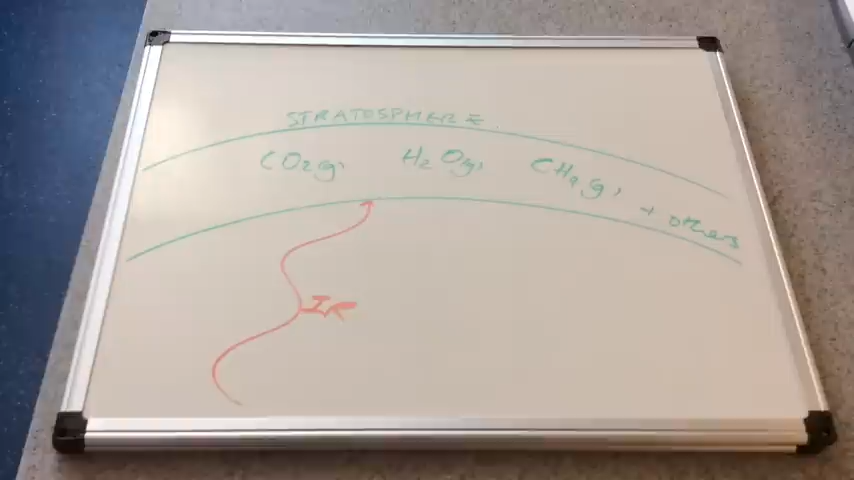 STRATOSPHERE
CO2(g) H2O(g) CH4(g) + others
IR